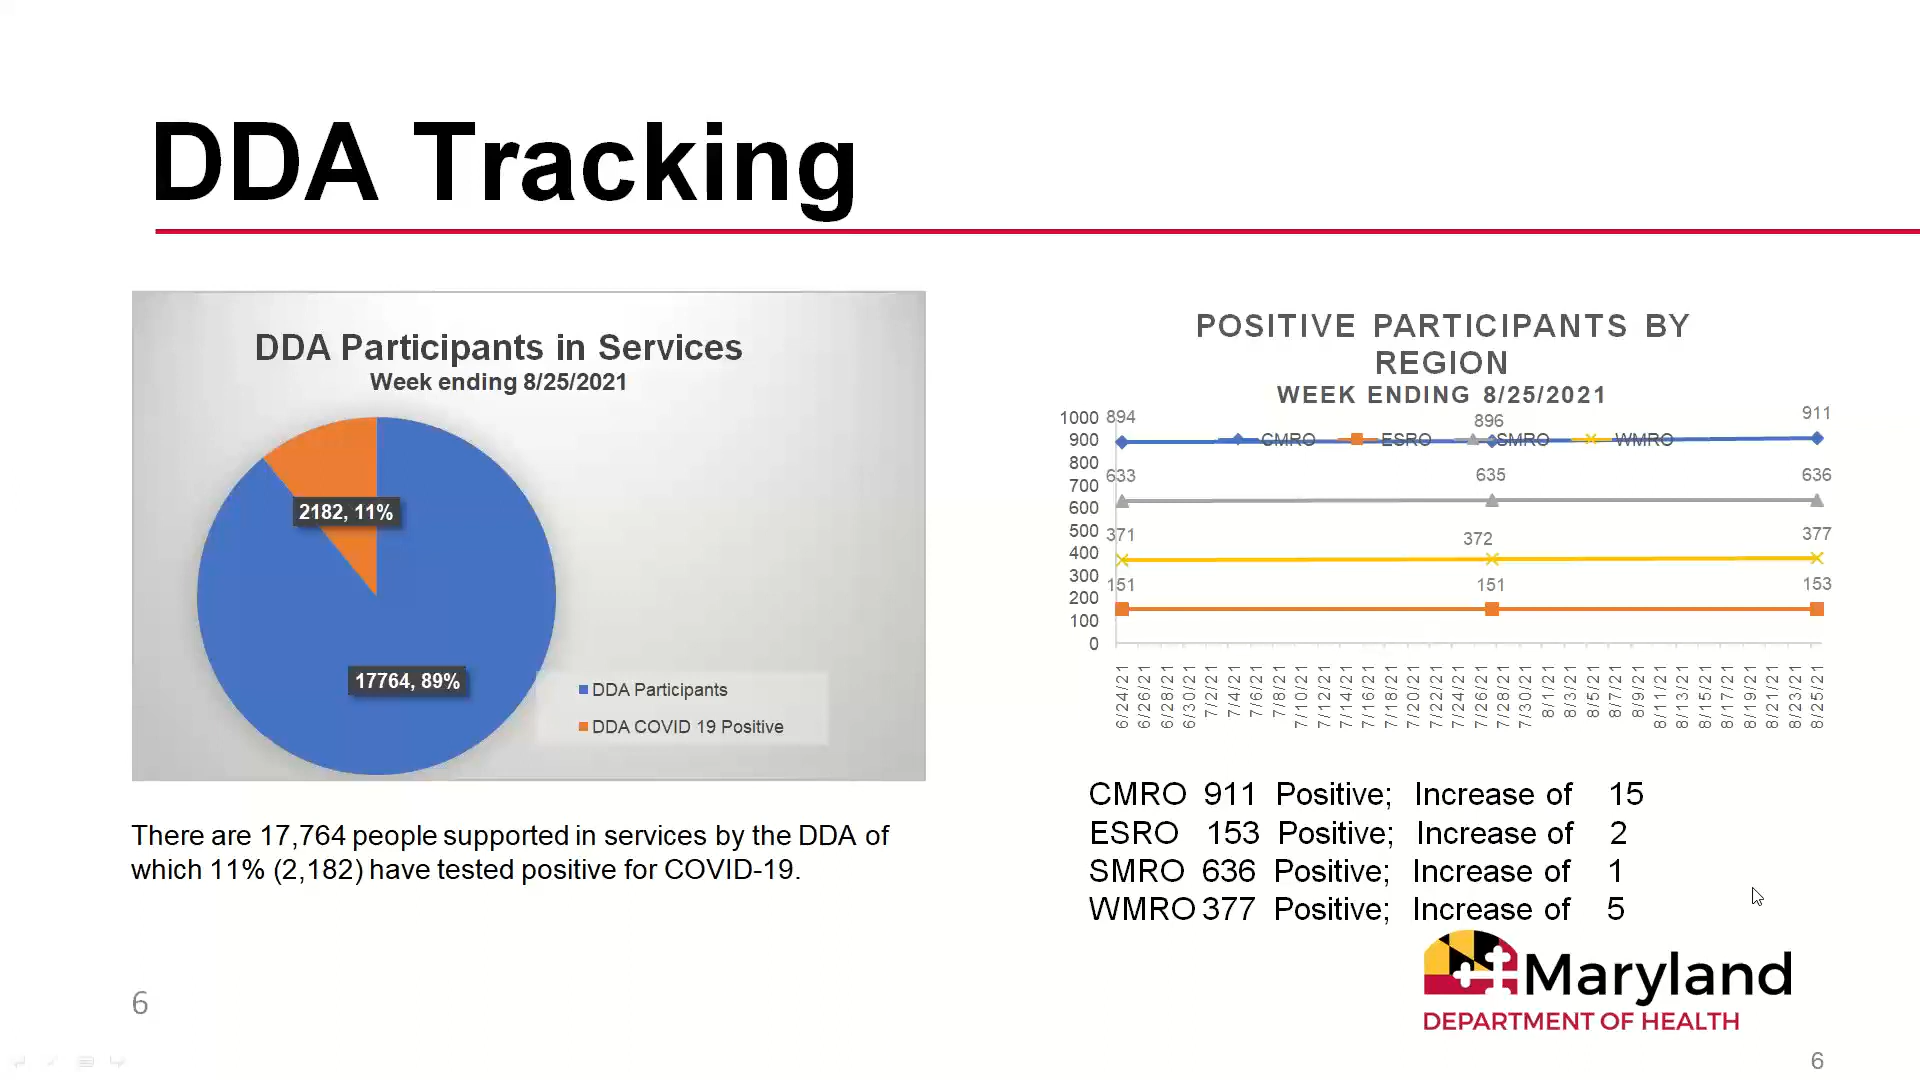 DDA Tracking
DDA Participants in Services
Week ending 8/25/2021
2182, 11%
17764, 89%
DDA Participants
DDA COVID 19 Positive
There are 17,764 people supported in services by the DDA of
which 11% (2,182) have tested positive for COVID-19.
POSITIVE PARTICIPANTS BY
REGION
WEEK ENDING 8/25/2021
1000 894 896 911
900 CMRO ESRO SMRO WMRO
800
700 633 635 636
600
500 371 372 377
400
300 151 151 153
200
100
0
6/24/21 6/26/21 6/28/21 6/30/21 7/2/21 7/4/21 7/6/21 7/8/21 7/10/21 7/12/21 7/14/21 7/16/21 7/18/21 7/20/21 7/22/21 7/24/21 7/26/21 7/28/21 7/30/21 8/1/21 8/3/21 8/5/21 8/7/21 8/9/21 8/11/21 8/13/21 8/15/21 8/17/21 8/19/21 8/21/21 8/23/21 8/25/21
CMRO 911 Positive; Increase of 15
ESRO 153 Positive; Increase of 2
SMRO 636 Positive; Increase of 1
WMRO 377 Positive; Increase of 5
Maryland
DEPARTMENT OF HEALTH
6
6